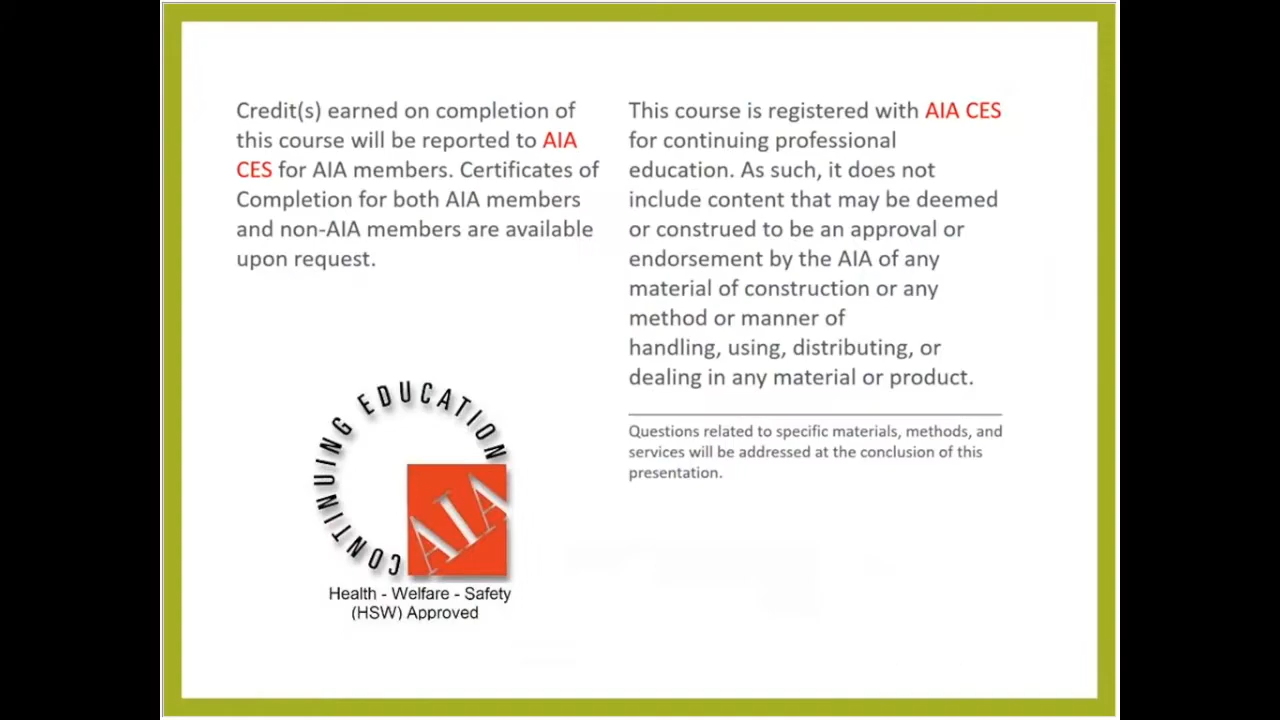 Credit(s) earned on completion of
this course will be reported to AIA
CES for AIA members. Certificates of
Completion for both AIA members
and non-AIA members are available
upon request.
This course is registered with AIA CES
for continuing professional
education. As such, it does not
include content that may be deemed
or construed to be an approval or
endorsement by the AIA of any
material of construction or any
method or manner of
handling, using, distributing, or
dealing in any material or product.
Questions related to specific materials, methods, and
services will be addressed at the conclusion of this
presentation.
CONTINUING EDUCATION
AIA
Health - Welfare - Safety
(HSW) Approved